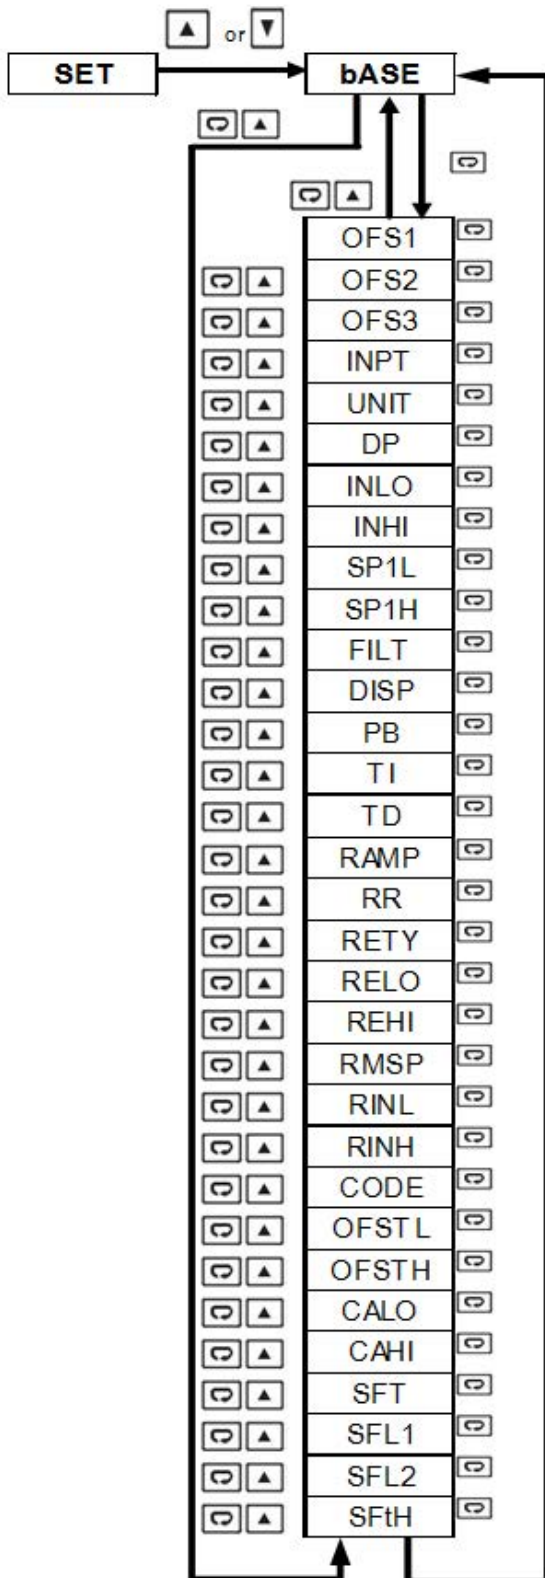 or
SET
bASE
OFS1
OFS2
OFS3
INPT
UNIT
DP
INLO
INHI
SP1L
SP1H
FILT
DISP
PB
TI
TD
RAMP
RR
RETY
RELO
REHI
RMSP
RINL
RINH
CODE
OFSTL
OFSTH
CALO
CAHI
SFT
SFL1
SFL2
SFtH